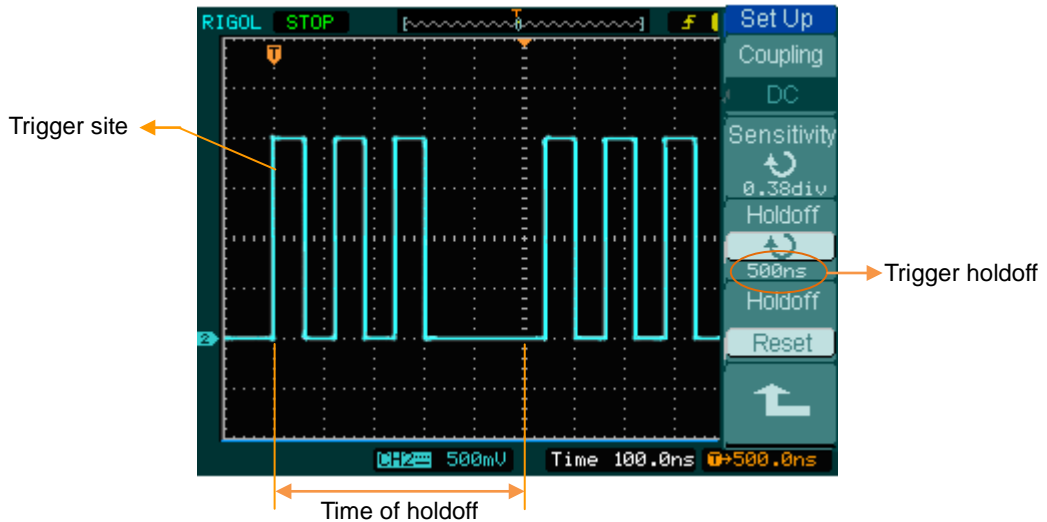 RIGOL STOP T Set Up
T
Coupling
DC
Trigger site
Sensitivity
0.38div
Holdoff
500ns
Trigger holdoff
Holdoff
2
Reset
CH2 500mV Time 100.0ns T→500.0ns
Time of holdoff